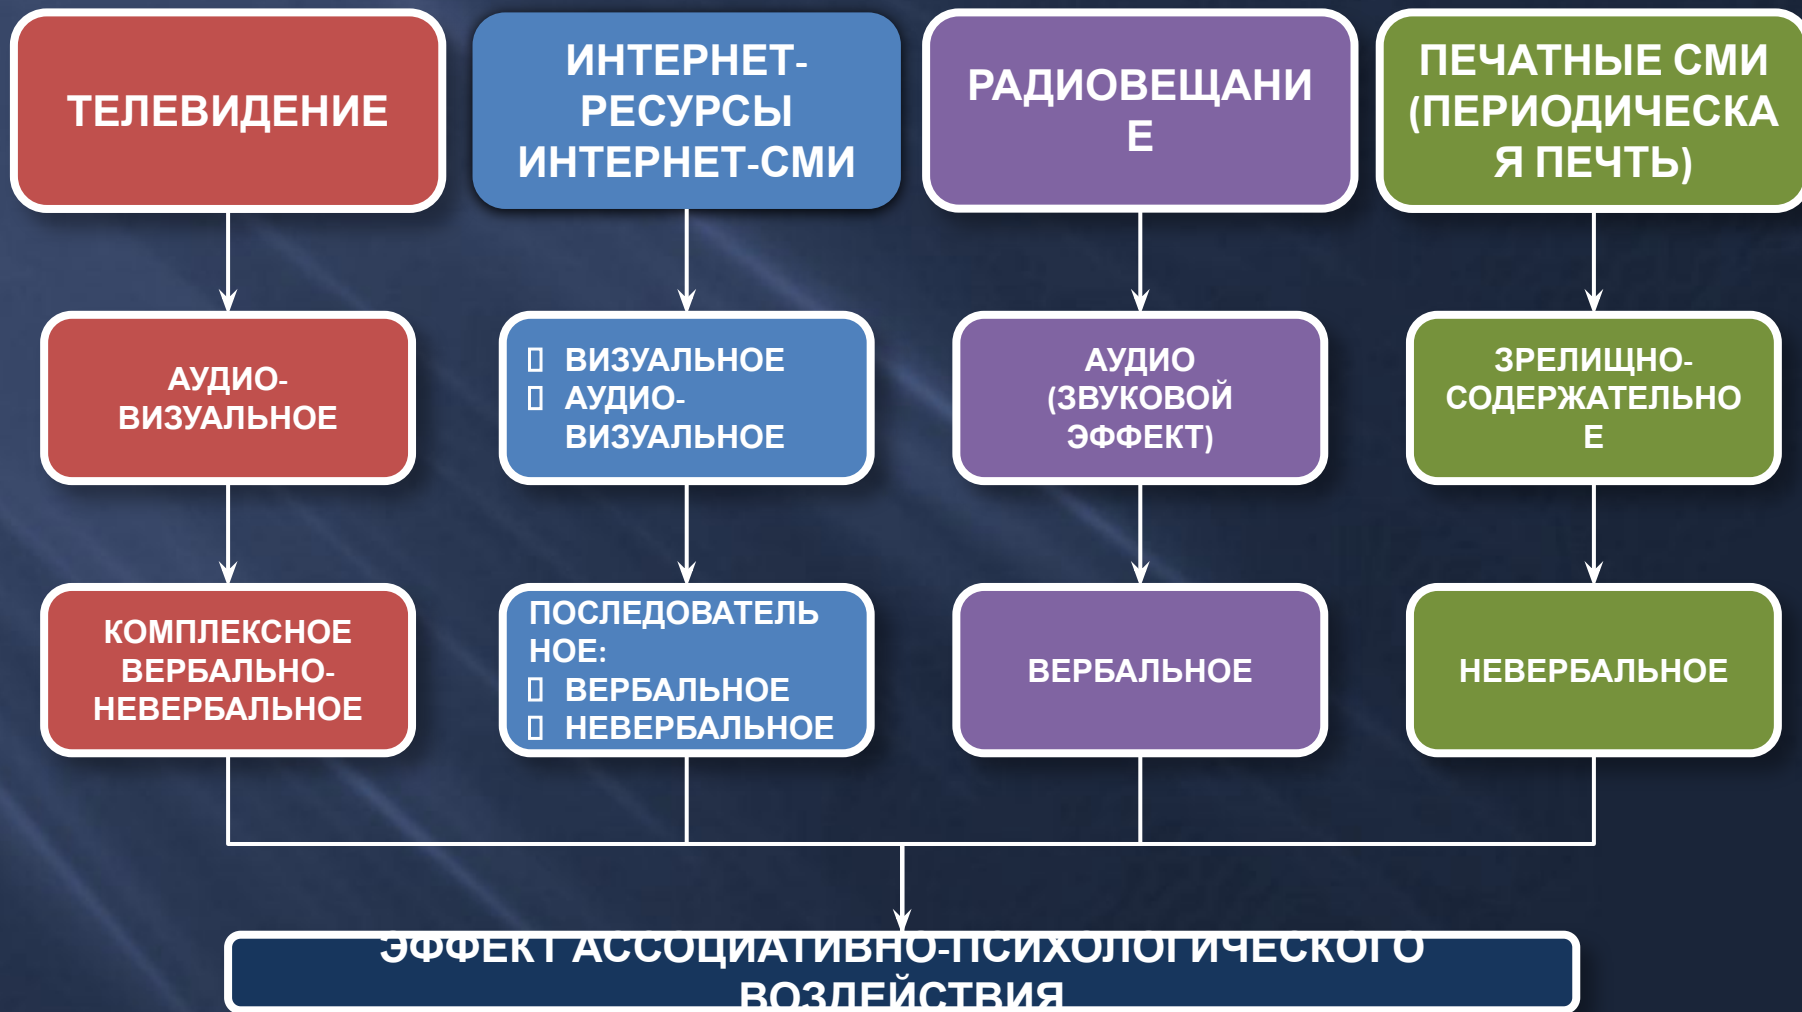 ТЕЛЕВИДЕНИЕ
ИНТЕРНЕТ-
РЕСУРСЫ
ИНТЕРНЕТ-СМИ
РАДИОВЕЩАНИ
Е
ПЕЧАТНЫЕ СМИ
(ПЕРИОДИЧЕСКА
Я ПЕЧТЬ)
АУДИО-
ВИЗУАЛЬНОЕ
ВИЗУАЛЬНОЕ
АУДИО-
ВИЗУАЛЬНОЕ
АУДИО
(ЗВУКОВОЙ
ЭФФЕКТ)
ЗРЕЛИЩНО-
СОДЕРЖАТЕЛЬНО
Е
КОМПЛЕКСНОЕ
ВЕРБАЛЬНО-
НЕВЕРБАЛЬНОЕ
ПОСЛЕДОВАТЕЛЬ
НОЕ:
ВЕРБАЛЬНОЕ
НЕВЕРБАЛЬНОЕ
ВЕРБАЛЬНОЕ
НЕВЕРБАЛЬНОЕ
ЭФФЕКТ АССОЦИАТИВНО-ПСИХОЛОГИЧЕСКОГО
ВОЗДЕЙСТВИЯ